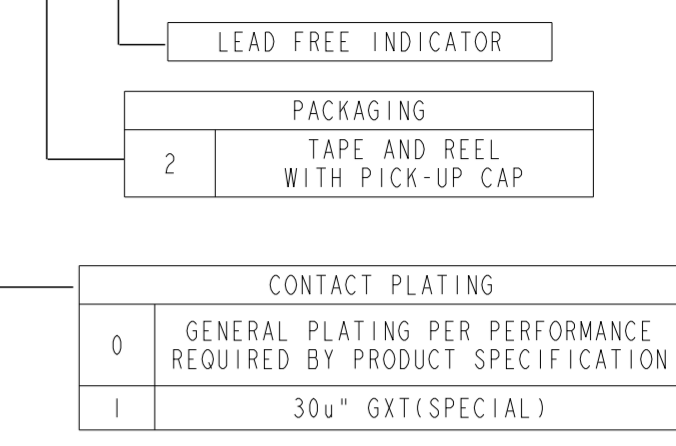 LEAD FREE INDICATOR
PACKAGING
2
TAPE AND REEL
WITH PICK-UP CAP
CONTACT PLATING
0
GENERAL PLATING PER PERFORMANCE
REQUIRED BY PRODUCT SPECIFICATION
1
30u" GXT(SPECIAL)